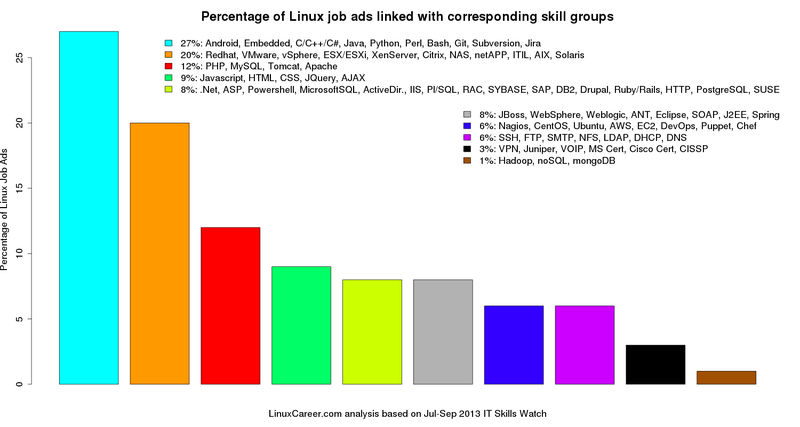 Percentage of Linux job ads linked with corresponding skill groups
27%: Android, Embedded, C/C++/C#, Java, Python, Perl, Bash, Git, Subversion, Jira
20%: Redhat, VMware, vSphere, ESX/ESXi, XenServer, Citrix, NAS, netAPP, ITIL, AIX, Solaris
12%: PHP, MySQL, Tomcat, Apache
9%: Javascript, HTML, CSS, JQuery, AJAX
8%: .Net, ASP, Powershell, MicrosoftSQL, ActiveDir., IIS, Pl/SQL, RAC, SYBASE, SAP, DB2, Drupal, Ruby/Rails, HTTP, PostgreSQL, SUSE
8%: JBoss, WebSphere, Weblogic, ANT, Eclipse, SOAP, J2EE, Spring
6%: Nagios, CentOS, Ubuntu, AWS, EC2, DevOps, Puppet, Chef
6%: SSH, FTP, SMTP, NFS, LDAP, DHCP, DNS
3%: VPN, Juniper, VOIP, MS Cert, Cisco Cert, CISSP
1%: Hadoop, noSQL, mongoDB
Percentage of Linux Job Ads
25
20
15
10
5
0
LinuxCareer.com analysis based on Jul-Sep 2013 IT Skills Watch